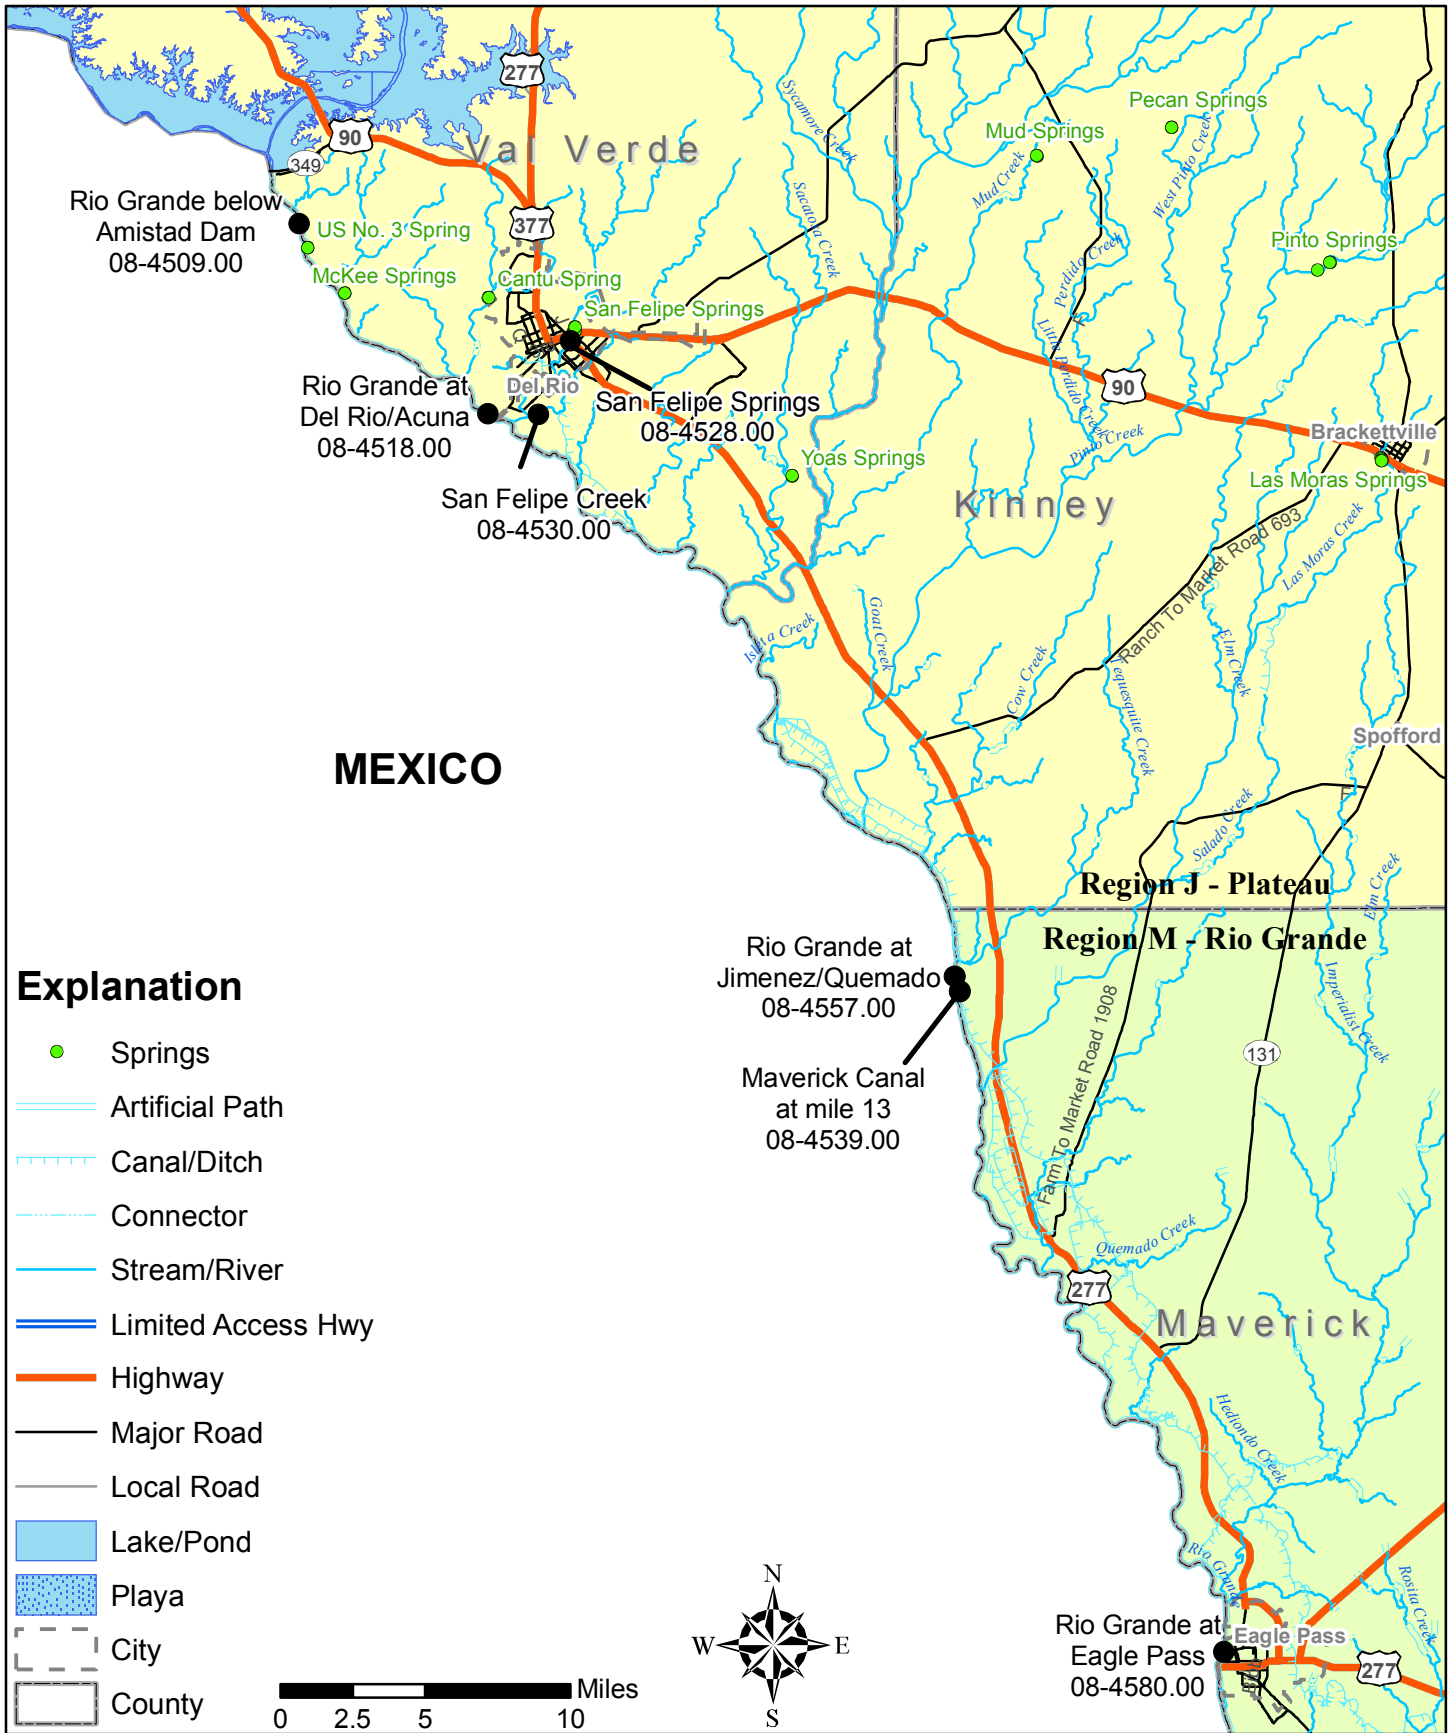 277
90
Val Verde
349
Sycamore Creek
Mud Springs
Pecan Springs
Mud Creek
West Pinto Creek
Rio Grande below
Amistad Dam
08-4509.00
US No. 3 Spring
McKee Springs
377
Cantu Spring
San Felipe Springs
Sacatosa Creek
Perdido Creek
Pinto Springs
Little Perdido Creek
Pinto Creek
90
Brackettville
Las Moras Springs
Rio Grande at
Del Rio/Acuna
08-4518.00
Del Rio
San Felipe Springs
08-4528.00
San Felipe Creek
08-4530.00
Yoas Springs
Kinney
Ranch To Market Road 693
Las Moras Creek
Isleta Creek
Goat Creek
Cow Creek
Tequesquite Creek
Elm Creek
Spofford
MEXICO
Salado Creek
Elm Creek
Region J - Plateau
Region M - Rio Grande
Rio Grande at
Jimenez/Quemado
08-4557.00
Imperialist Creek
Farm To Market Road 1908
131
Maverick Canal
at mile 13
08-4539.00
Quemado Creek
277
Maverick
Hediondo Creek
Rio Grande
Rosita Creek
Rio Grande at
Eagle Pass
08-4580.00
Eagle Pass
277
Explanation
Springs
Artificial Path
Canal/Ditch
Connector
Stream/River
Limited Access Hwy
Highway
Major Road
Local Road
Lake/Pond
Playa
City
County
Miles
0 2.5 5 10
N
W E
S